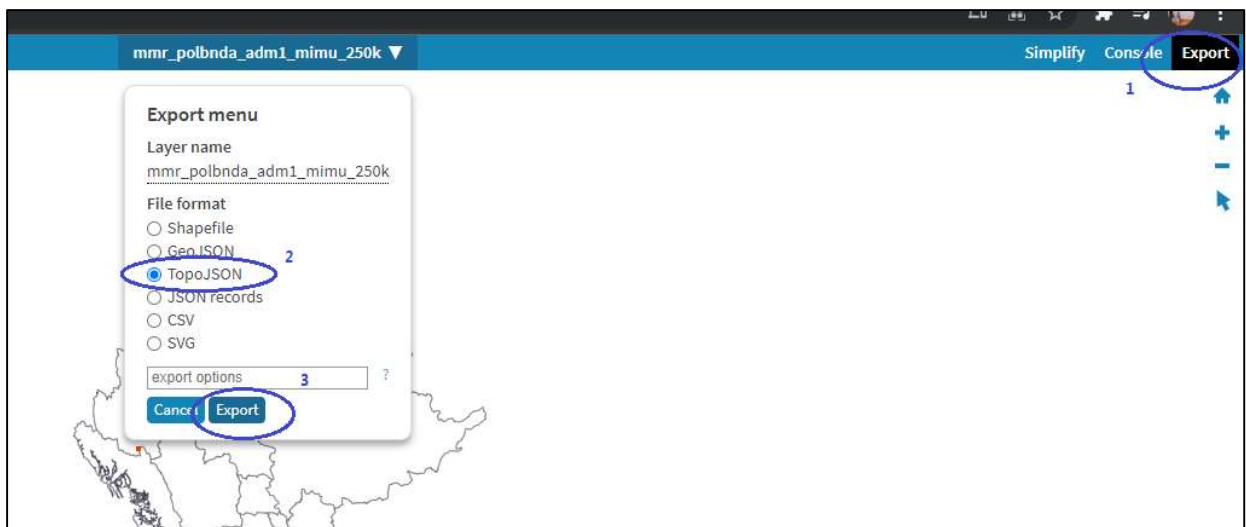 mmr_polbnda_adm1_mimu_250k ▼ Simplify Console Export
1
Export menu
Layer name
mmr_polbnda_adm1_mimu_250k
File format
Shapefile
GeoJSON 2
TopoJSON
JSON records
CSV
SVG
export options 3 ?
Cancel Export